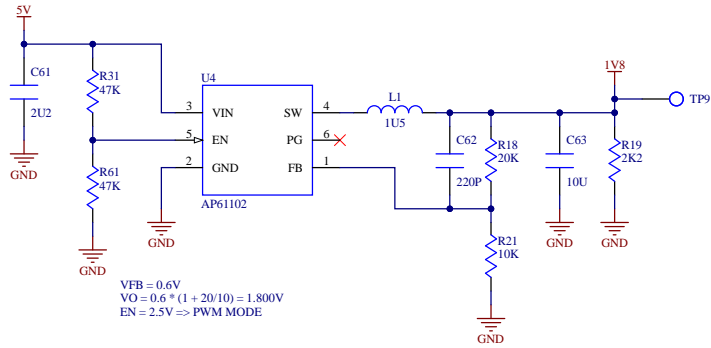 5V
1V8
C61
2U2
R31
47K
U4
L1
1U5
TP9
3 VIN SW 4
5 EN PG 6
2 GND FB 1
AP61102
C62
220P
R18
20K
C63
10U
R19
2K2
R61
47K
GND
GND
GND
R21
10K
GND
GND
GND
VFB = 0.6V
VO = 0.6 * (1 + 20/10) = 1.800V
EN = 2.5V => PWM MODE